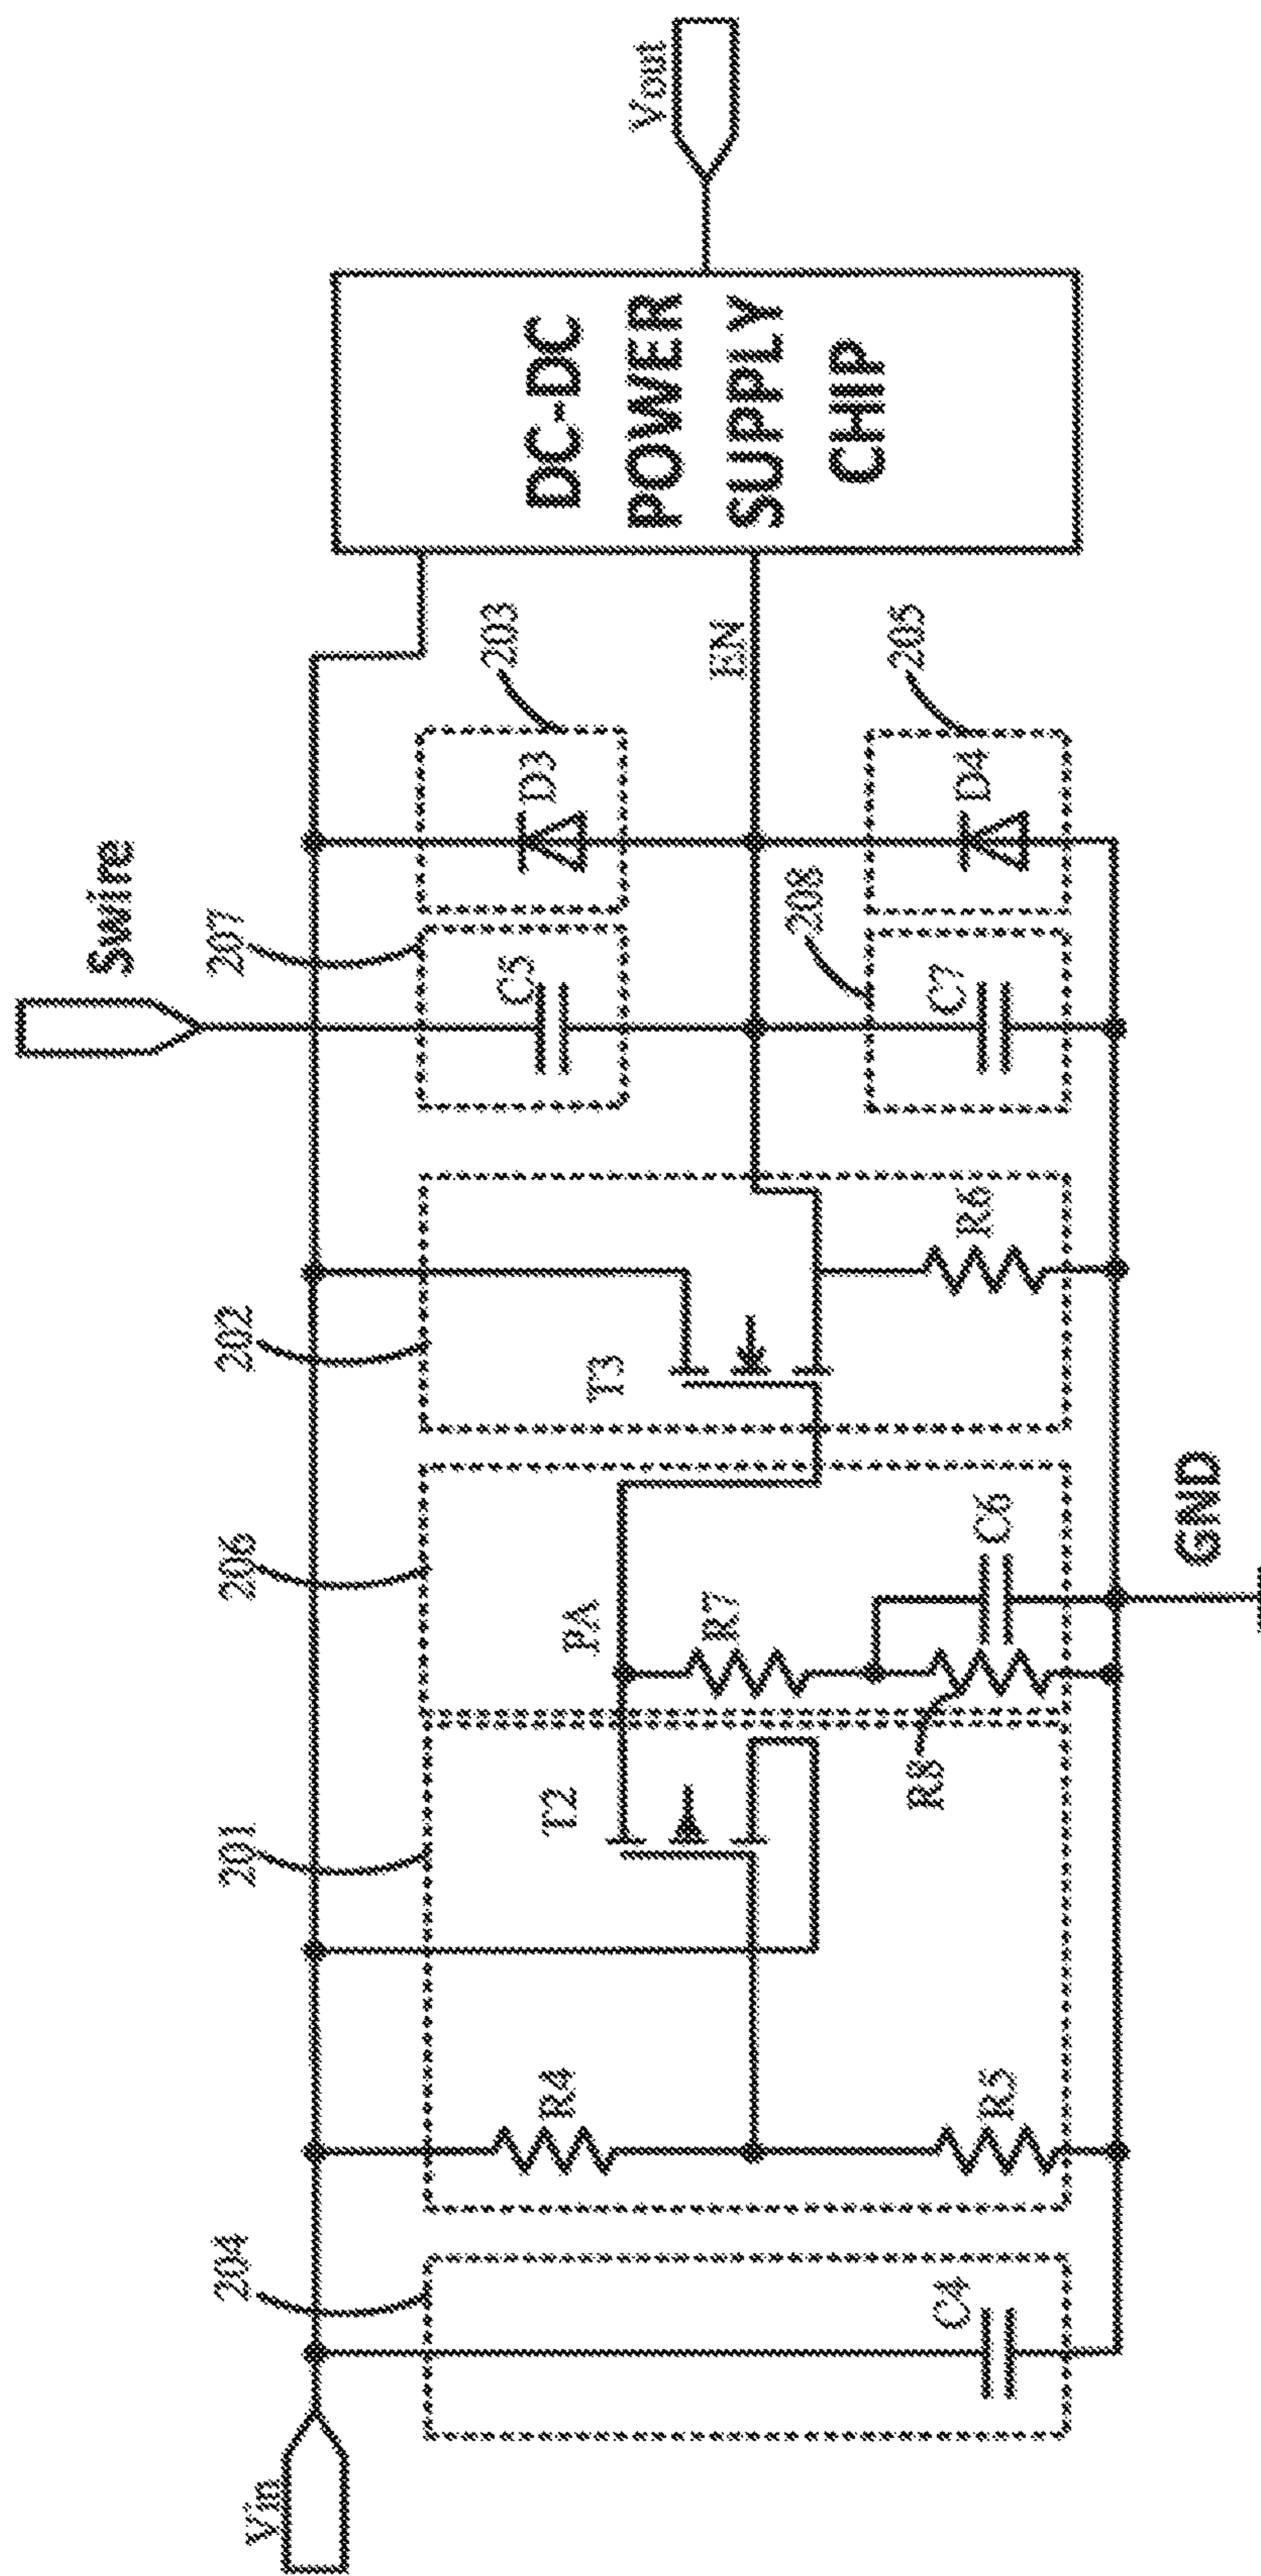 Swire
207
Vin
204
201
206
202
203
Vout
R4
T2
PA
T3
C5
D3
DC-DC
POWER
SUPPLY
CHIP
R7
EN
208
205
C4
R5
R8
C6
R6
C7
D4
GND